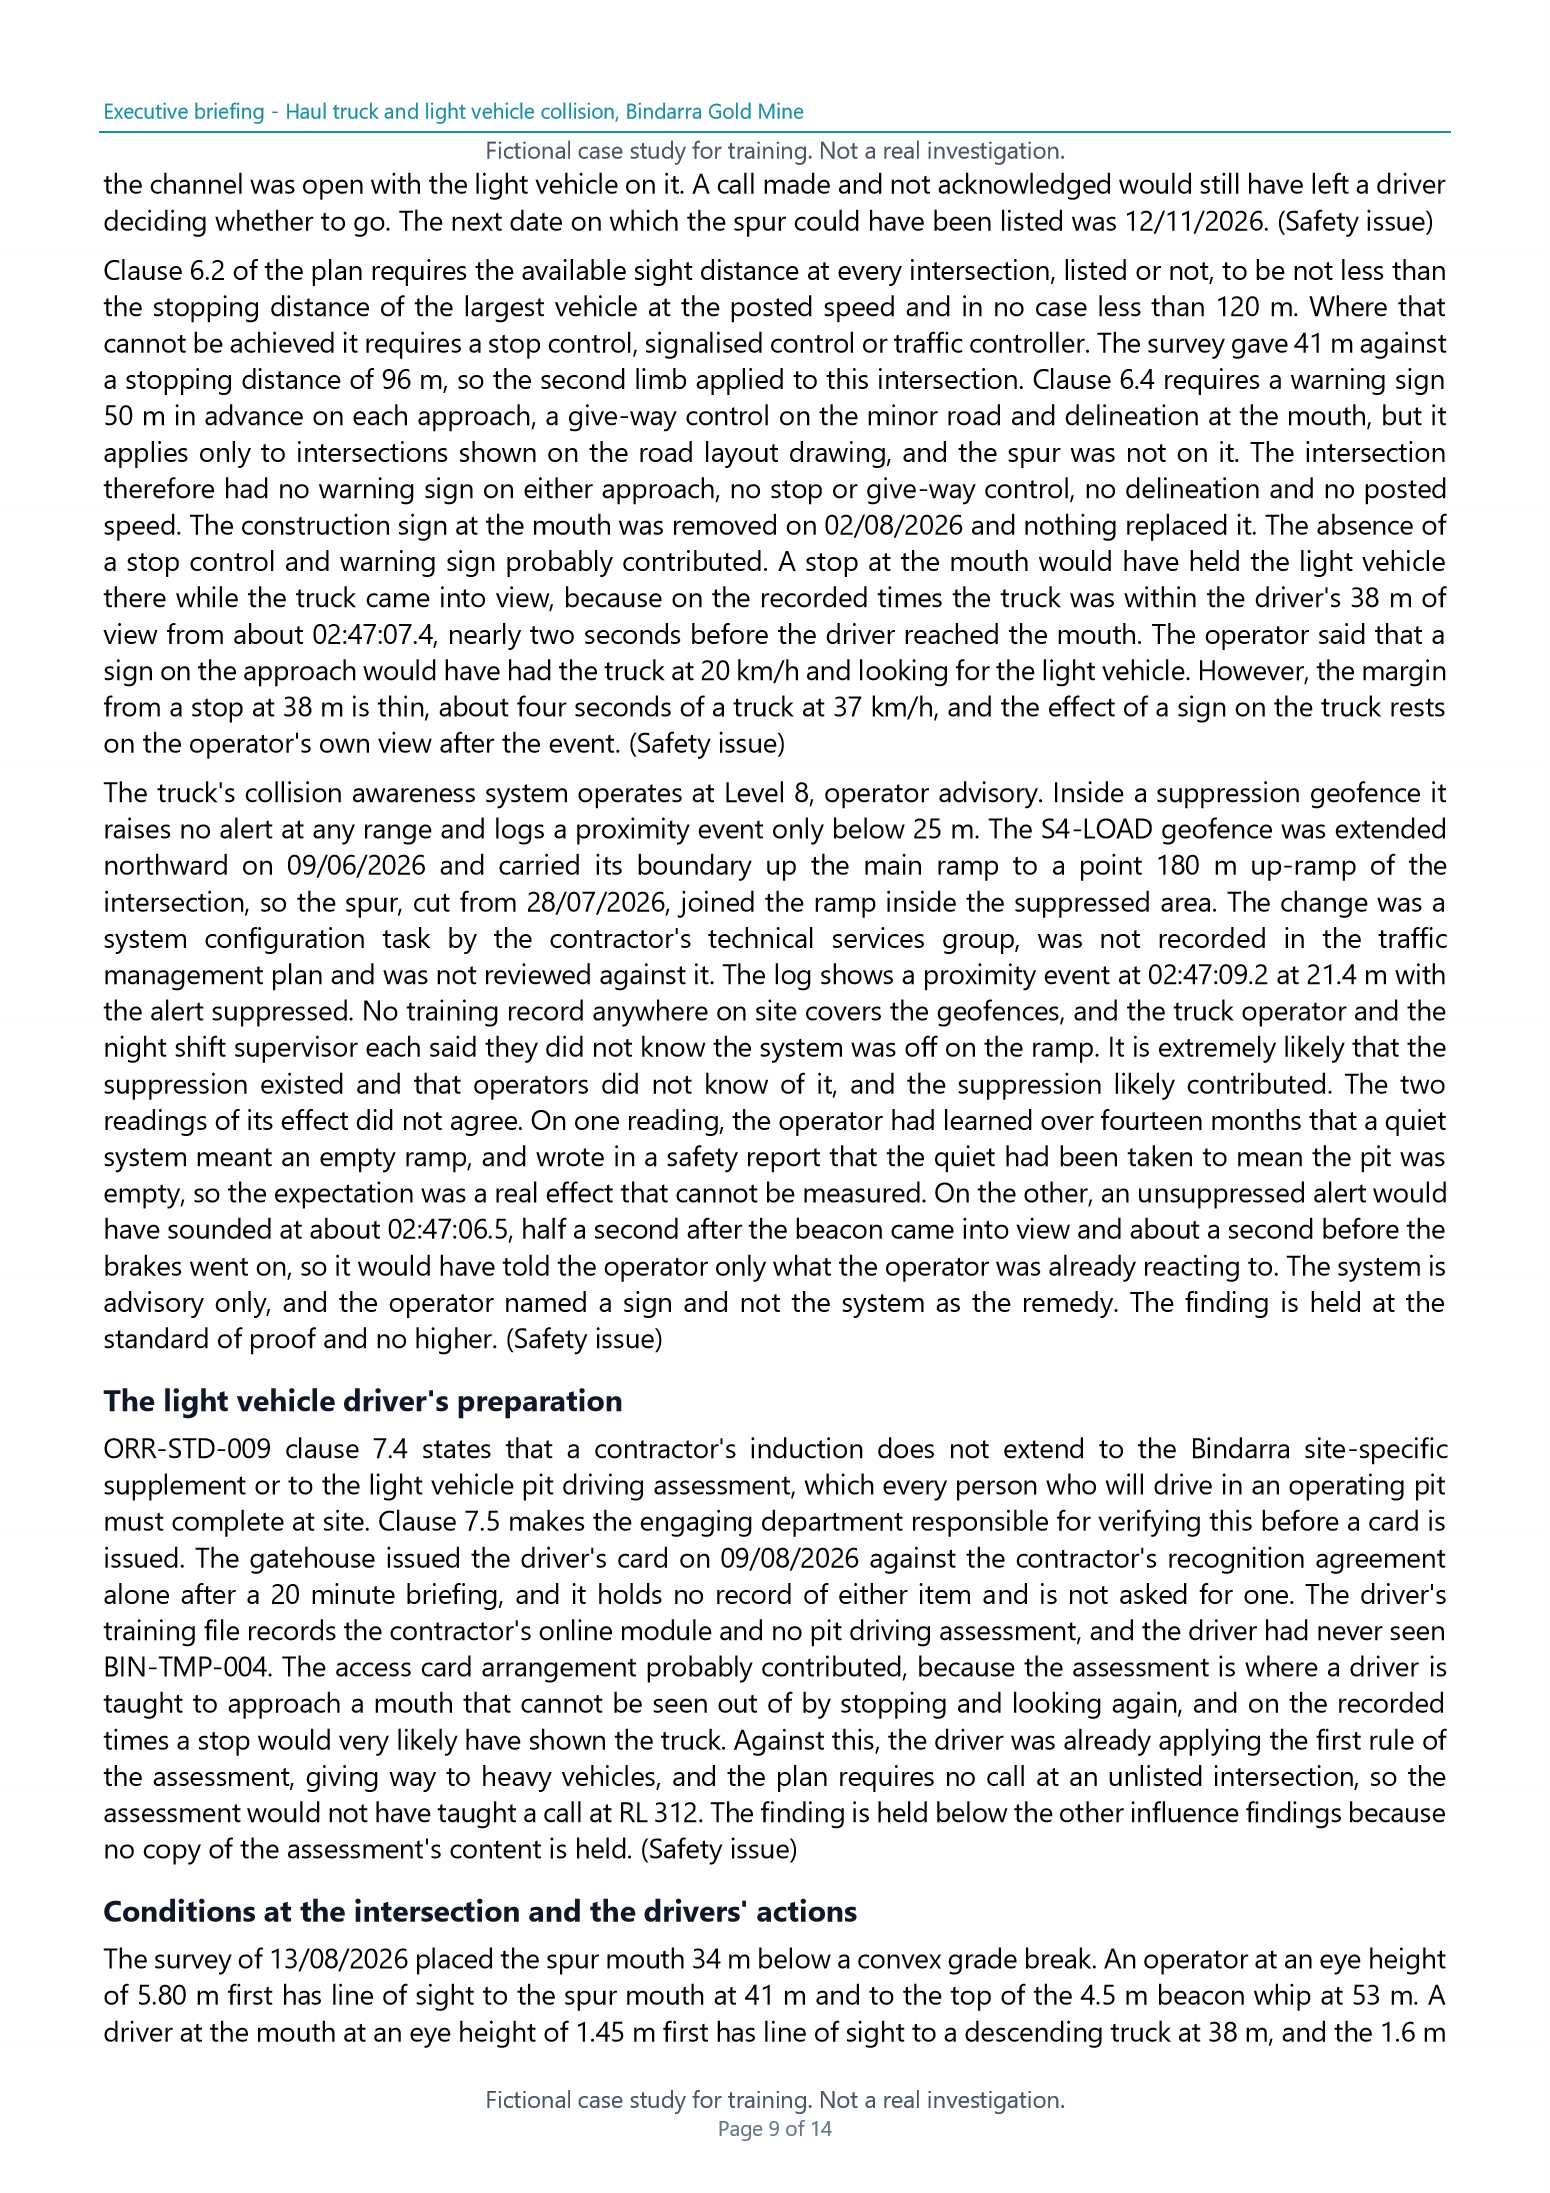 Executive briefing - Haul truck and light vehicle collision, Bindarra Gold Mine
Fictional case study for training. Not a real investigation.
the channel was open with the light vehicle on it. A call made and not acknowledged would still have left a driver
deciding whether to go. The next date on which the spur could have been listed was 12/11/2026. (Safety issue)
Clause 6.2 of the plan requires the available sight distance at every intersection, listed or not, to be not less than
the stopping distance of the largest vehicle at the posted speed and in no case less than 120 m. Where that
cannot be achieved it requires a stop control, signalised control or traffic controller. The survey gave 41 m against
a stopping distance of 96 m, so the second limb applied to this intersection. Clause 6.4 requires a warning sign
50 m in advance on each approach, a give-way control on the minor road and delineation at the mouth, but it
applies only to intersections shown on the road layout drawing, and the spur was not on it. The intersection
therefore had no warning sign on either approach, no stop or give-way control, no delineation and no posted
speed. The construction sign at the mouth was removed on 02/08/2026 and nothing replaced it. The absence of
a stop control and warning sign probably contributed. A stop at the mouth would have held the light vehicle
there while the truck came into view, because on the recorded times the truck was within the driver's 38 m of
view from about 02:47:07.4, nearly two seconds before the driver reached the mouth. The operator said that a
sign on the approach would have had the truck at 20 km/h and looking for the light vehicle. However, the margin
from a stop at 38 m is thin, about four seconds of a truck at 37 km/h, and the effect of a sign on the truck rests
on the operator's own view after the event. (Safety issue)
The truck's collision awareness system operates at Level 8, operator advisory. Inside a suppression geofence it
raises no alert at any range and logs a proximity event only below 25 m. The S4-LOAD geofence was extended
northward on 09/06/2026 and carried its boundary up the main ramp to a point 180 m up-ramp of the
intersection, so the spur, cut from 28/07/2026, joined the ramp inside the suppressed area. The change was a
system configuration task by the contractor's technical services group, was not recorded in the traffic
management plan and was not reviewed against it. The log shows a proximity event at 02:47:09.2 at 21.4 m with
the alert suppressed. No training record anywhere on site covers the geofences, and the truck operator and the
night shift supervisor each said they did not know the system was off on the ramp. It is extremely likely that the
suppression existed and that operators did not know of it, and the suppression likely contributed. The two
readings of its effect did not agree. On one reading, the operator had learned over fourteen months that a quiet
system meant an empty ramp, and wrote in a safety report that the quiet had been taken to mean the pit was
empty, so the expectation was a real effect that cannot be measured. On the other, an unsuppressed alert would
have sounded at about 02:47:06.5, half a second after the beacon came into view and about a second before the
brakes went on, so it would have told the operator only what the operator was already reacting to. The system is
advisory only, and the operator named a sign and not the system as the remedy. The finding is held at the
standard of proof and no higher. (Safety issue)
The light vehicle driver's preparation
ORR-STD-009 clause 7.4 states that a contractor's induction does not extend to the Bindarra site-specific
supplement or to the light vehicle pit driving assessment, which every person who will drive in an operating pit
must complete at site. Clause 7.5 makes the engaging department responsible for verifying this before a card is
issued. The gatehouse issued the driver's card on 09/08/2026 against the contractor's recognition agreement
alone after a 20 minute briefing, and it holds no record of either item and is not asked for one. The driver's
training file records the contractor's online module and no pit driving assessment, and the driver had never seen
BIN-TMP-004. The access card arrangement probably contributed, because the assessment is where a driver is
taught to approach a mouth that cannot be seen out of by stopping and looking again, and on the recorded
times a stop would very likely have shown the truck. Against this, the driver was already applying the first rule of
the assessment, giving way to heavy vehicles, and the plan requires no call at an unlisted intersection, so the
assessment would not have taught a call at RL 312. The finding is held below the other influence findings because
no copy of the assessment's content is held. (Safety issue)
Conditions at the intersection and the drivers' actions
The survey of 13/08/2026 placed the spur mouth 34 m below a convex grade break. An operator at an eye height
of 5.80 m first has line of sight to the spur mouth at 41 m and to the top of the 4.5 m beacon whip at 53 m. A
driver at the mouth at an eye height of 1.45 m first has line of sight to a descending truck at 38 m, and the 1.6 m
Fictional case study for training. Not a real investigation.
Page 9 of 14